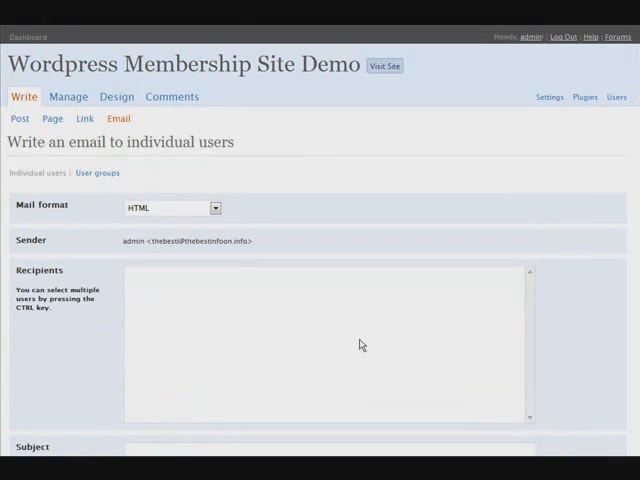 Dashboard
Howdy, admin! | Log Out | Help | Forums
Wordpress Membership Site Demo Visit Site
Write Manage Design Comments
Settings Plugins Users
Post Page Link Email
Write an email to individual users
Individual users | User groups
Mail format HTML
Sender admin <thebesti@thebestinfoon.info>
Recipients
You can select multiple
users by pressing the
CTRL key.
Subject